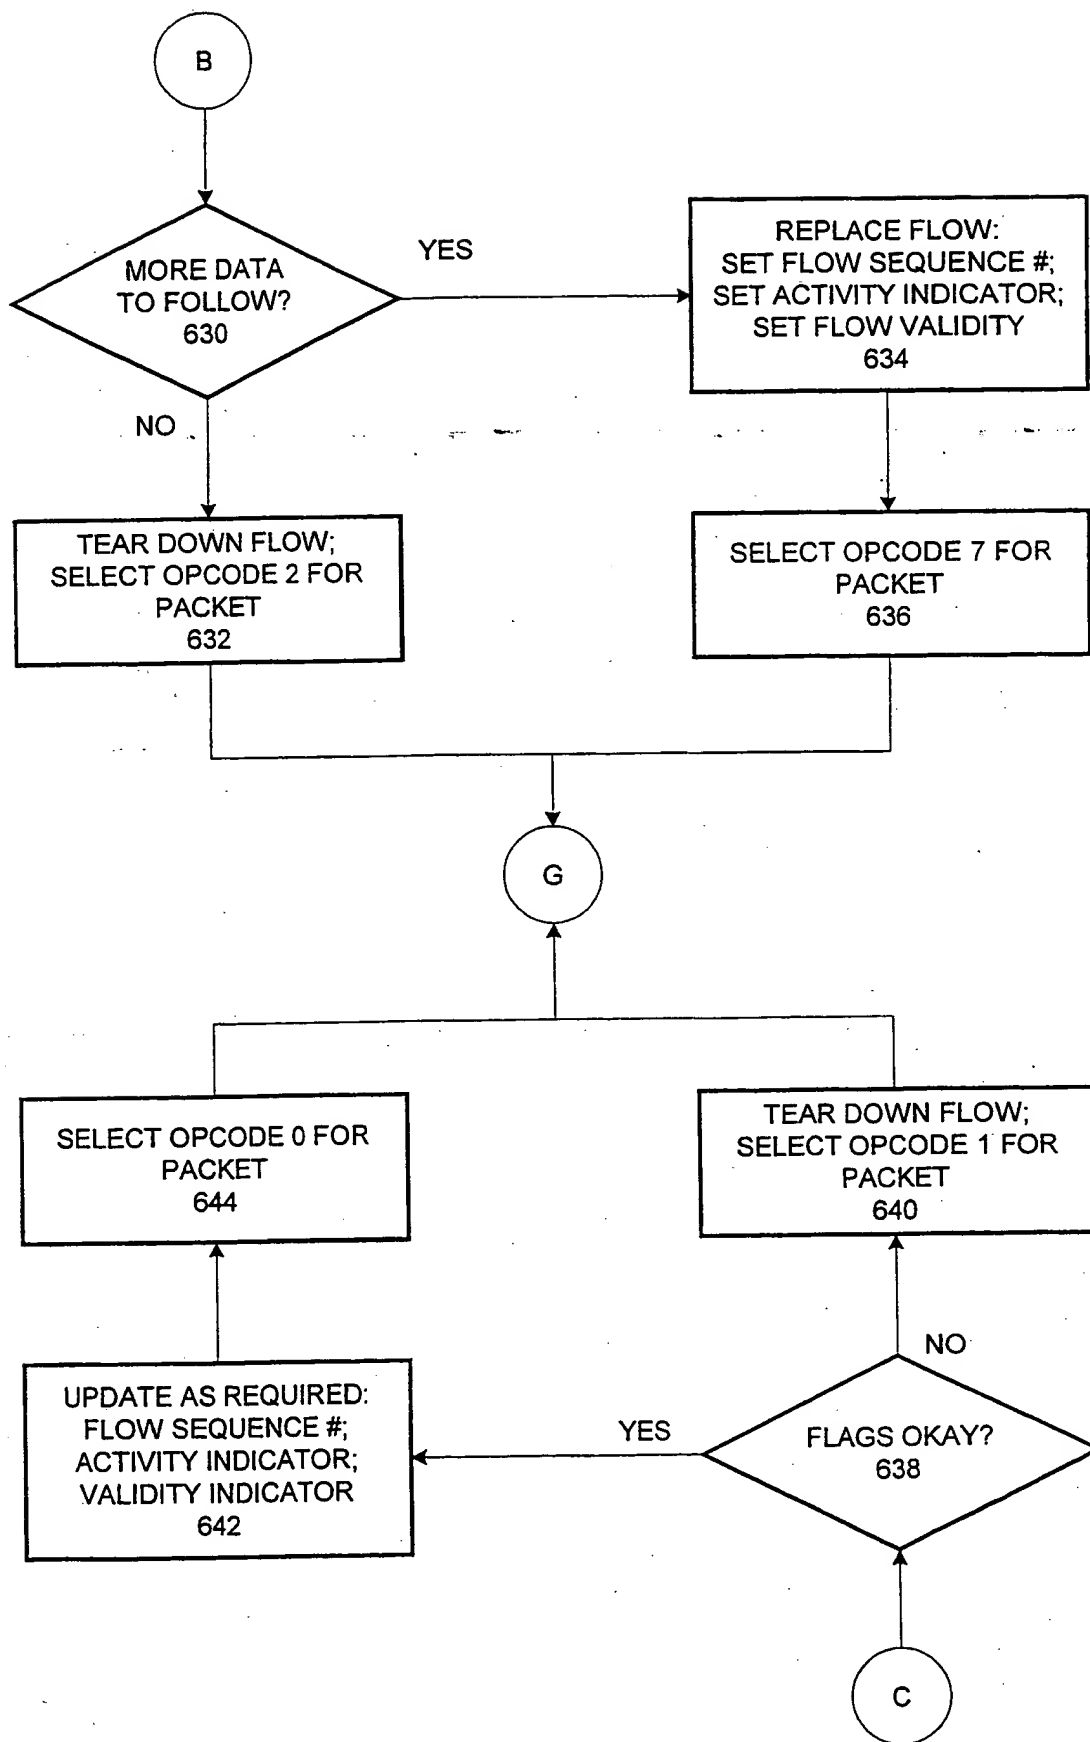 B
MORE DATA
TO FOLLOW?
630
YES
REPLACE FLOW:
SET FLOW SEQUENCE #;
SET ACTIVITY INDICATOR;
SET FLOW VALIDITY
634
NO
TEAR DOWN FLOW;
SELECT OPCODE 2 FOR
PACKET
632
SELECT OPCODE 7 FOR
PACKET
636
G
SELECT OPCODE 0 FOR
PACKET
644
TEAR DOWN FLOW;
SELECT OPCODE 1 FOR
PACKET
640
NO
UPDATE AS REQUIRED:
FLOW SEQUENCE #;
ACTIVITY INDICATOR;
VALIDITY INDICATOR
642
YES
FLAGS OKAY?
638
C